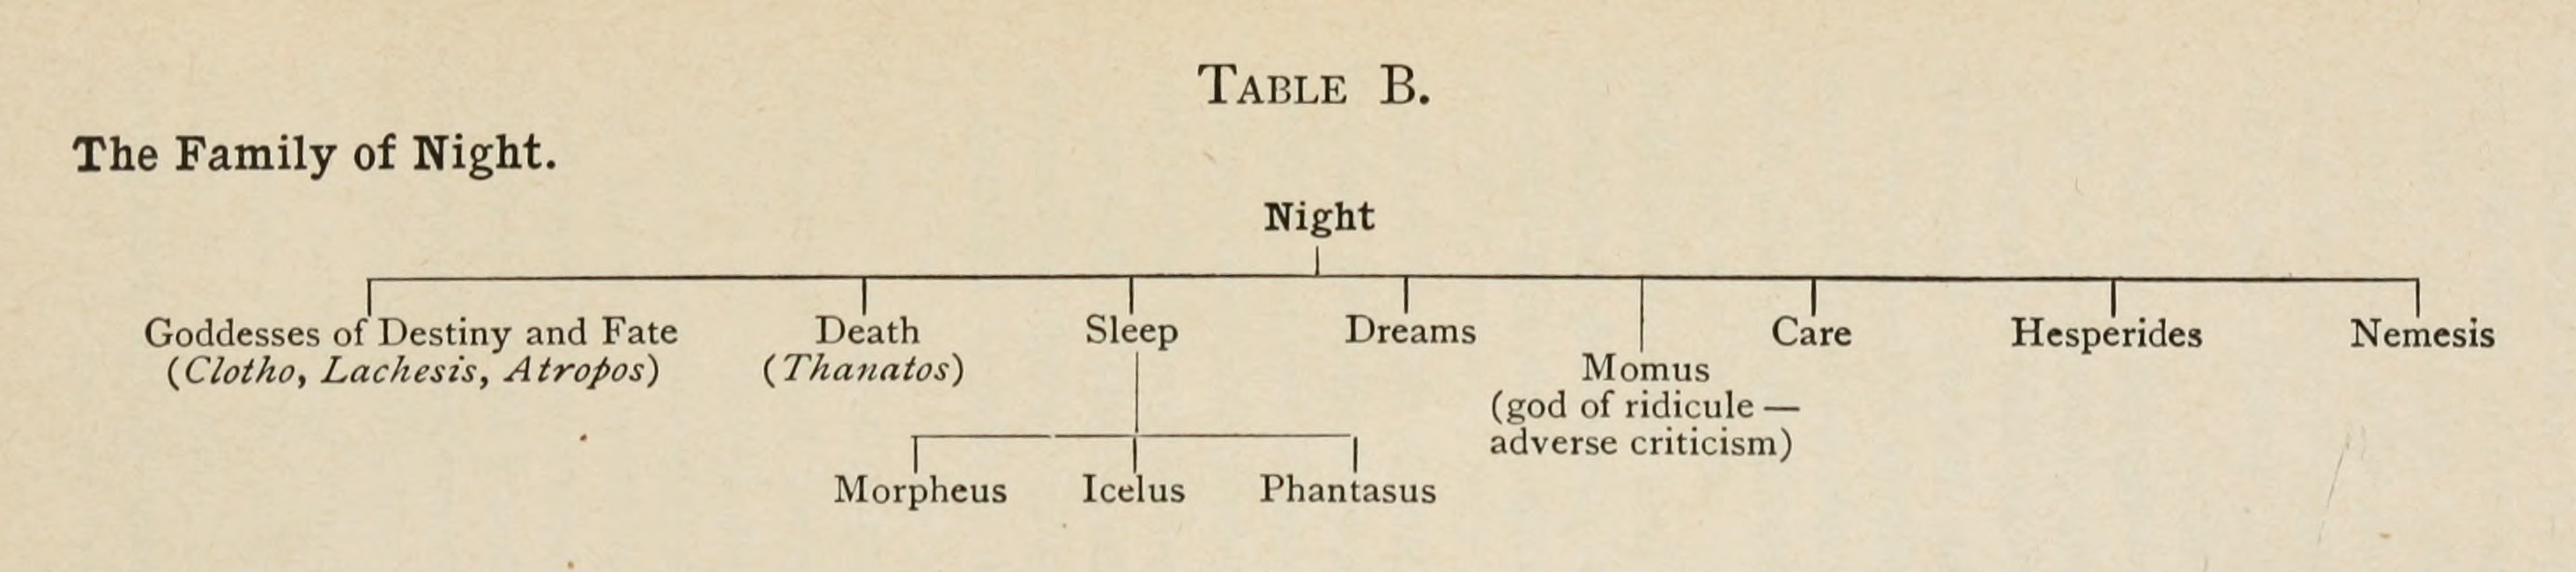 TABLE B.
The Family of Night.
Night
Goddesses of Destiny and Fate
(Clotho, Lachesis, Atropos)
Death
(Thanatos)
Sleep
Dreams
Momus
(god of ridicule —
adverse criticism)
Care
Hesperides
Nemesis
Morpheus
Icelus
Phantasus